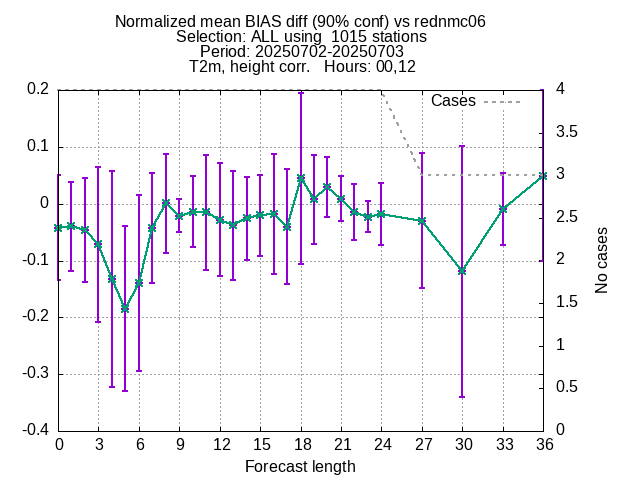 Normalized mean BIAS diff (90% conf) vs rednmc06
Selection: ALL using  1015 stations
Period: 20250702-20250703
T2m, height corr.   Hours: 00,12
Cases
0.2
0.1
0
-0.1
-0.2
-0.3
-0.4
4
3.5
3
2.5
2
1.5
1
0.5
0
No cases
0 3 6 9 12 15 18 21 24 27 30 33 36
Forecast length